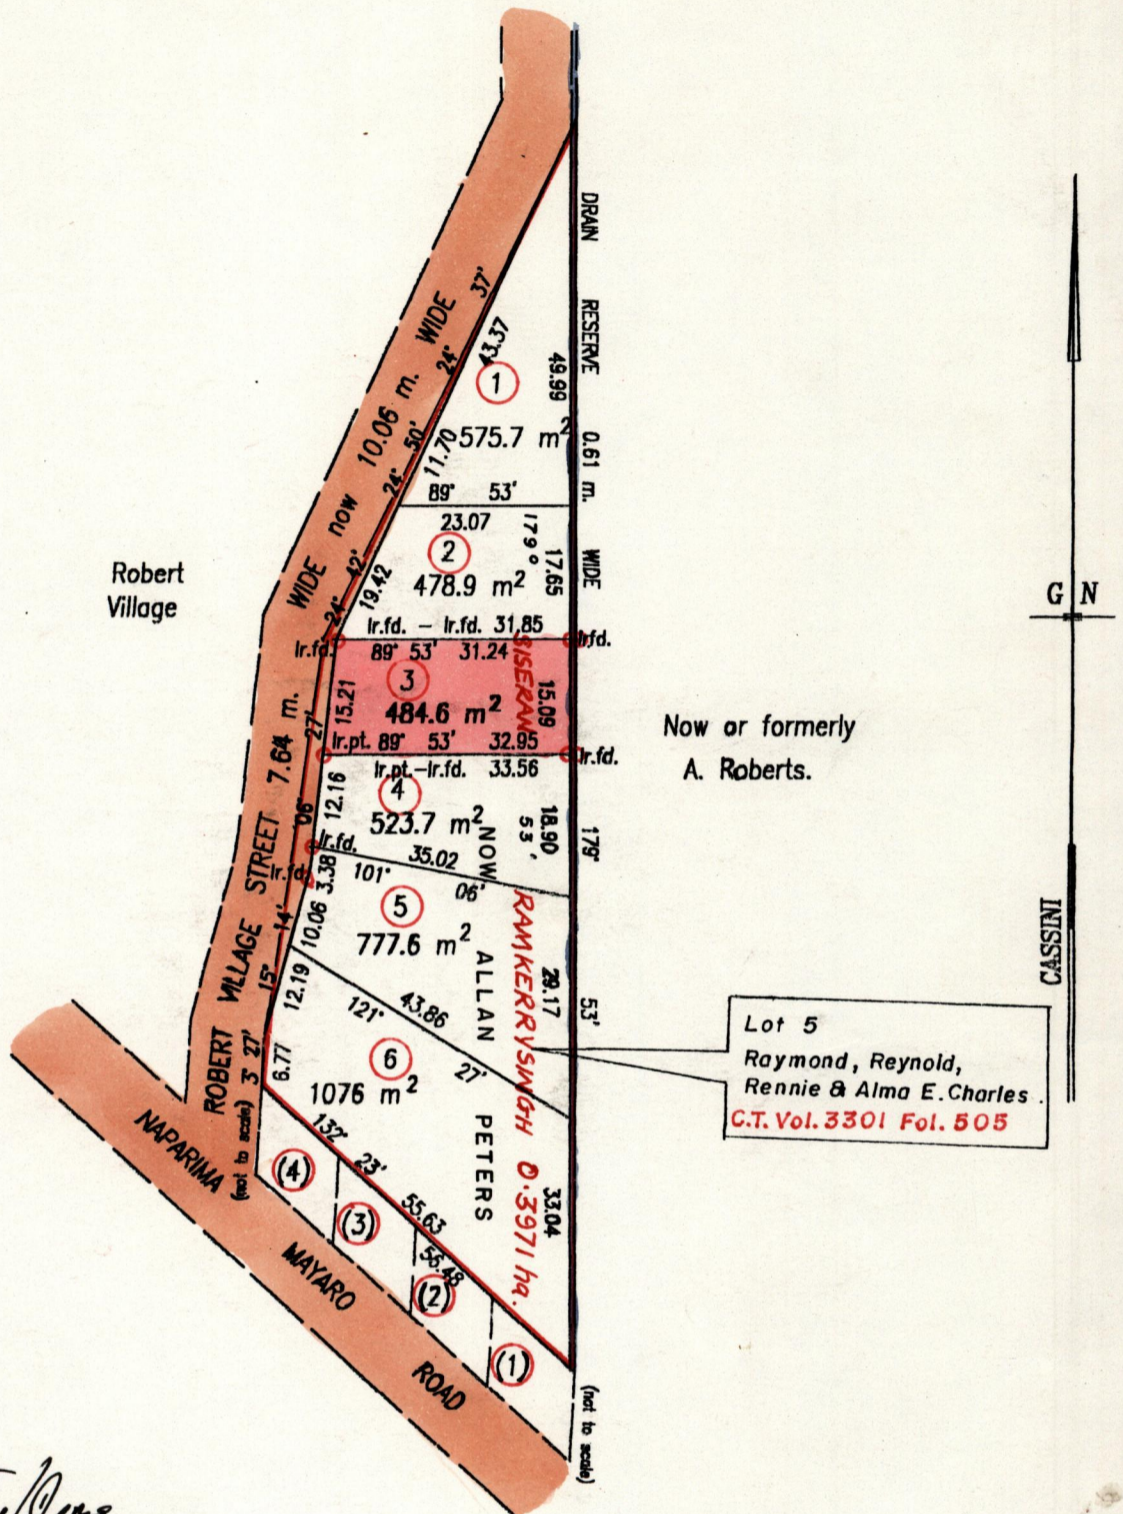 DRAIN RESERVE 0.61 m. WIDE
179° 53'
ROBERT VILLAGE STREET 7.64 m. WIDE now 10.06 m. WIDE
37'
24°
50'
24°
42'
24°
27'
06°
14'
15°
3° 27'
(not to scale)
43.37
49.99
1
575.7 m²
11.70
89° 53'
23.07
2
179°
17.65
478.9 m²
19.42
Ir.fd. – Ir.fd. 31.85
Ir.fd.
Ir.fd.
89° 53' 31.24
3
15.21
484.6 m²
15.09
Ir.pt. 89° 53' 32.95
Ir.fd.
Ir.pt.–Ir.fd. 33.56
4
12.16
523.7 m²
18.90
53'
Ir.fd.
35.02
Ir.fd.
3.38
101° 06'
5
10.06
777.6 m²
29.17
12.19
43.86
121° 27'
6
6.77
1076 m²
33.04
132° 23'
55.63
56.48
(4)
(3)
(2)
(1)
NOW ALLAN PETERS
SISERAN RAMKERRYSINGH 0.3971 ha.
NAPARIMA MAYARO ROAD
(not to scale)
Robert
Village
Now or formerly
A. Roberts.
G N
CASSINI
Lot 5
Raymond, Reynold,
Rennie & Alma E. Charles.
C.T. Vol. 3301 Fol. 505